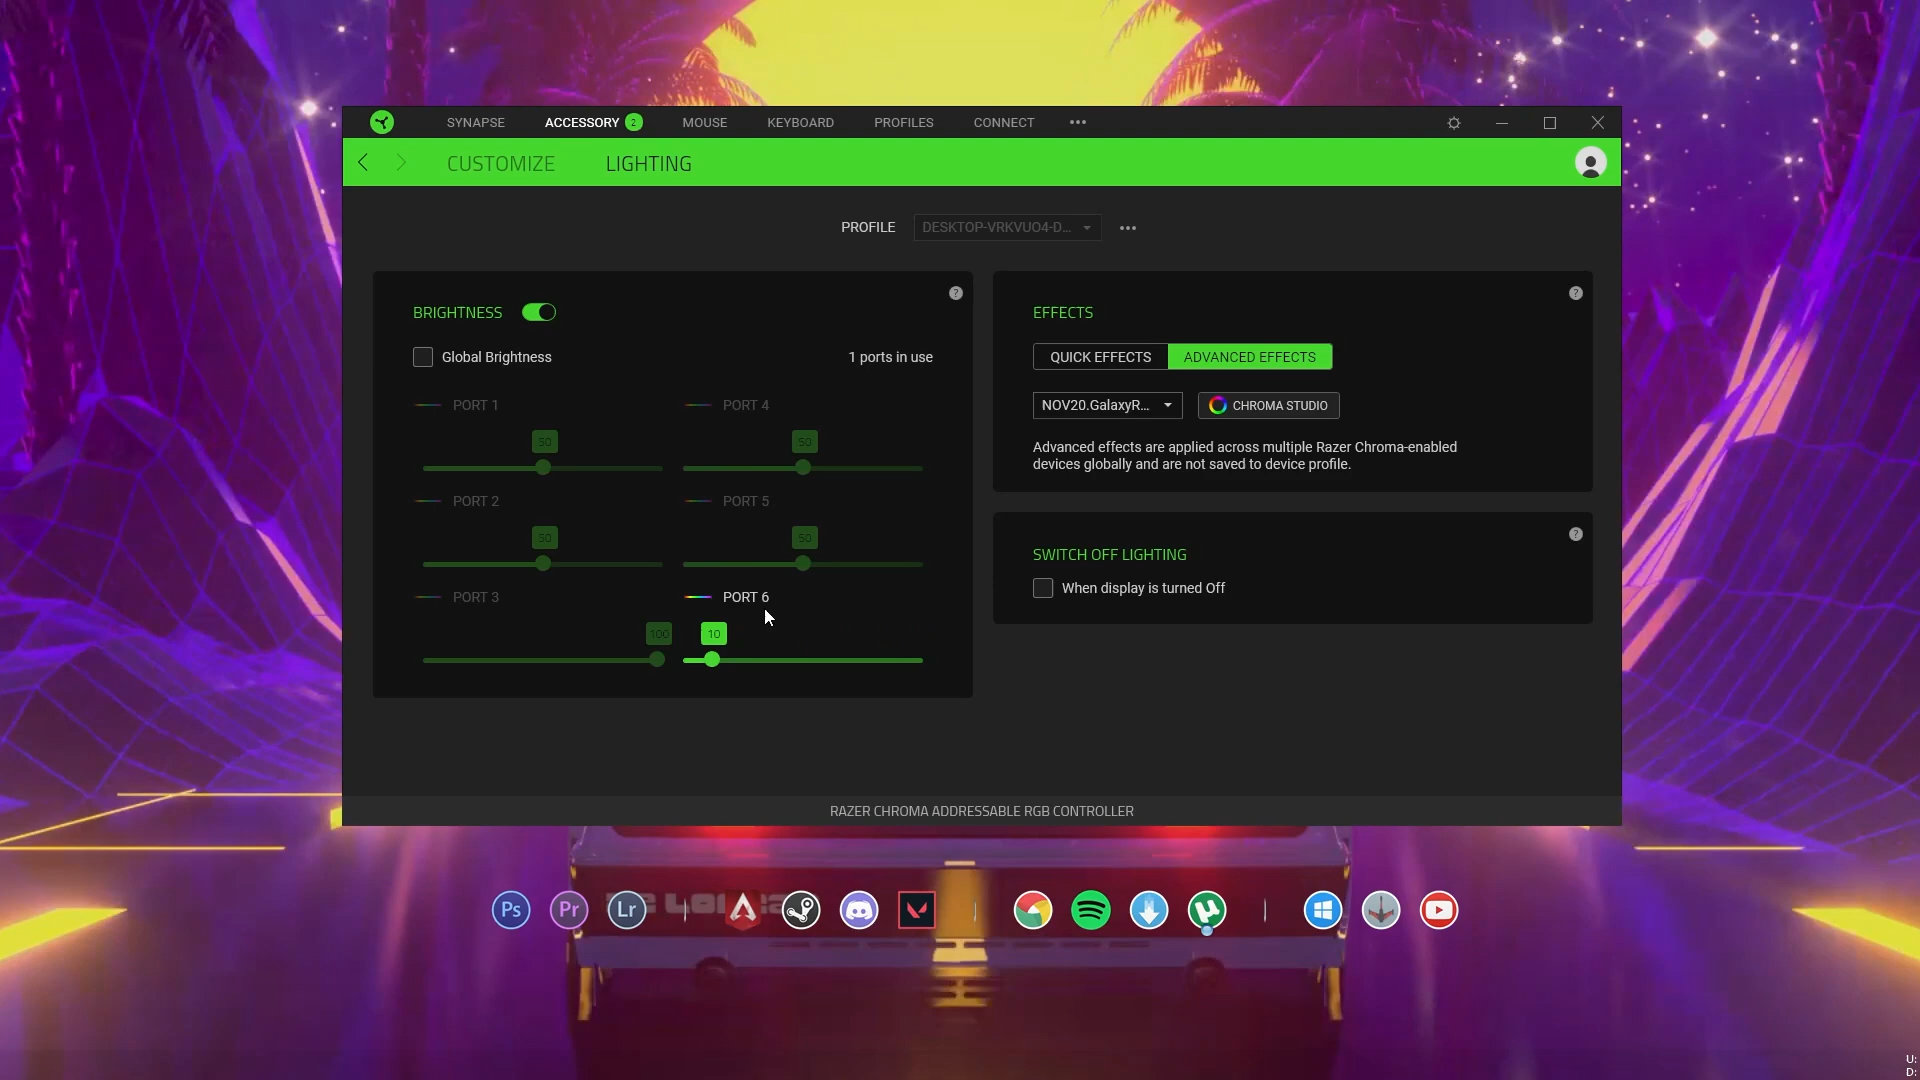 SYNAPSE ACCESSORY 2 MOUSE KEYBOARD PROFILES CONNECT
CUSTOMIZE LIGHTING
PROFILE DESKTOP-VRKVUO4-D...
BRIGHTNESS
Global Brightness 1 ports in use
PORT 1 PORT 4
50 50
PORT 2 PORT 5
50 50
PORT 3 PORT 6
100 10
?
EFFECTS
QUICK EFFECTS ADVANCED EFFECTS
NOV20.GalaxyR... CHROMA STUDIO
Advanced effects are applied across multiple Razer Chroma-enabled
devices globally and are not saved to device profile.
?
SWITCH OFF LIGHTING
When display is turned Off
?
RAZER CHROMA ADDRESSABLE RGB CONTROLLER
Ps Pr Lr
U:
D: